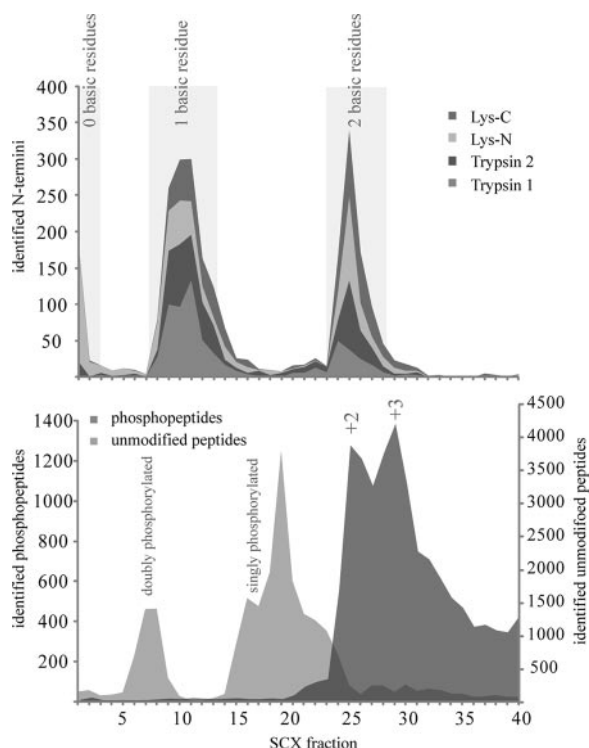 0 basic residues
1 basic residue
2 basic residues
400
350
300
250
200
150
100
50
identified N-termini
Lys-C
Lys-N
Trypsin 2
Trypsin 1
1400
1200
1000
800
600
400
200
identified phosphopeptides
phosphopeptides
unmodified peptides
doubly phosphorylated
singly phosphorylated
+2
+3
4500
4000
3500
3000
2500
2000
1500
1000
500
identified unmodifoed peptides
5 10 15 20 25 30 35 40
SCX fraction